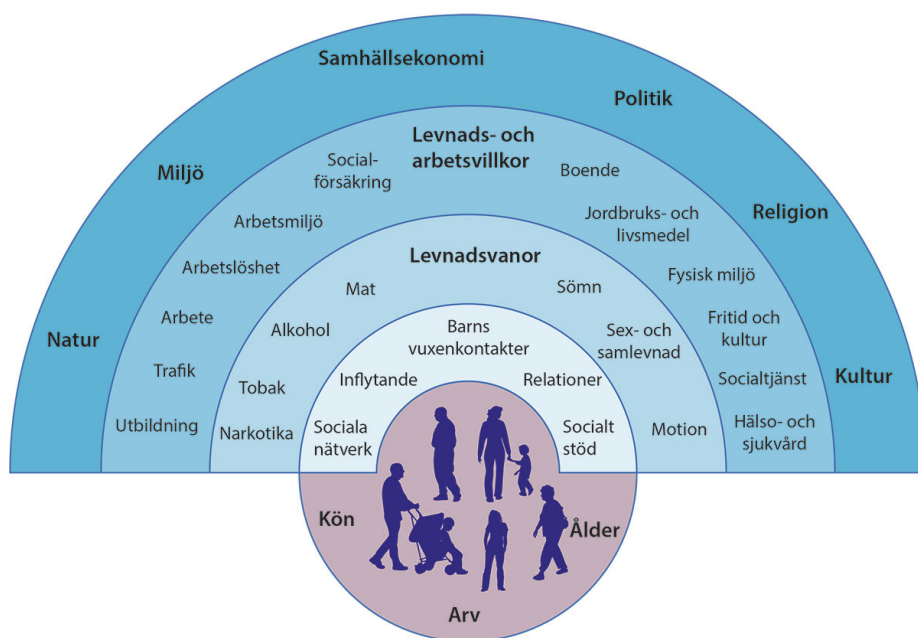 Samhällsekonomi
Politik
Miljö
Religion
Natur
Kultur
Levnads- och
arbetsvillkor
Social-
försäkring
Boende
Arbetsmiljö
Jordbruks- och
livsmedel
Arbetslöshet
Fysisk miljö
Arbete
Fritid och
kultur
Trafik
Socialtjänst
Utbildning
Hälso- och
sjukvård
Levnadsvanor
Mat
Sömn
Alkohol
Sex- och
samlevnad
Tobak
Narkotika
Motion
Barns
vuxenkontakter
Inflytande
Relationer
Sociala
nätverk
Socialt
stöd
Kön
Ålder
Arv